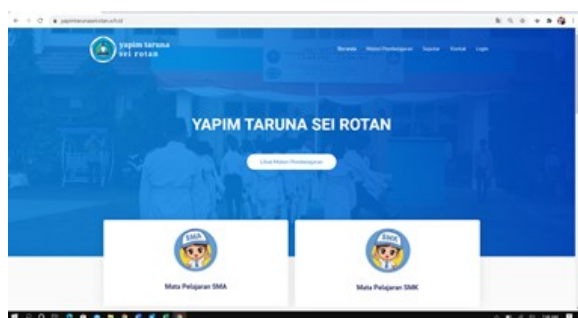 yapim taruna
sei rotan
Beranda Materi Pembelajaran Seputar Kontak Login
YAPIM TARUNA SEI ROTAN
Lihat Materi Pembelajaran
SMA
SMK
Mata Pelajaran SMA
Mata Pelajaran SMK